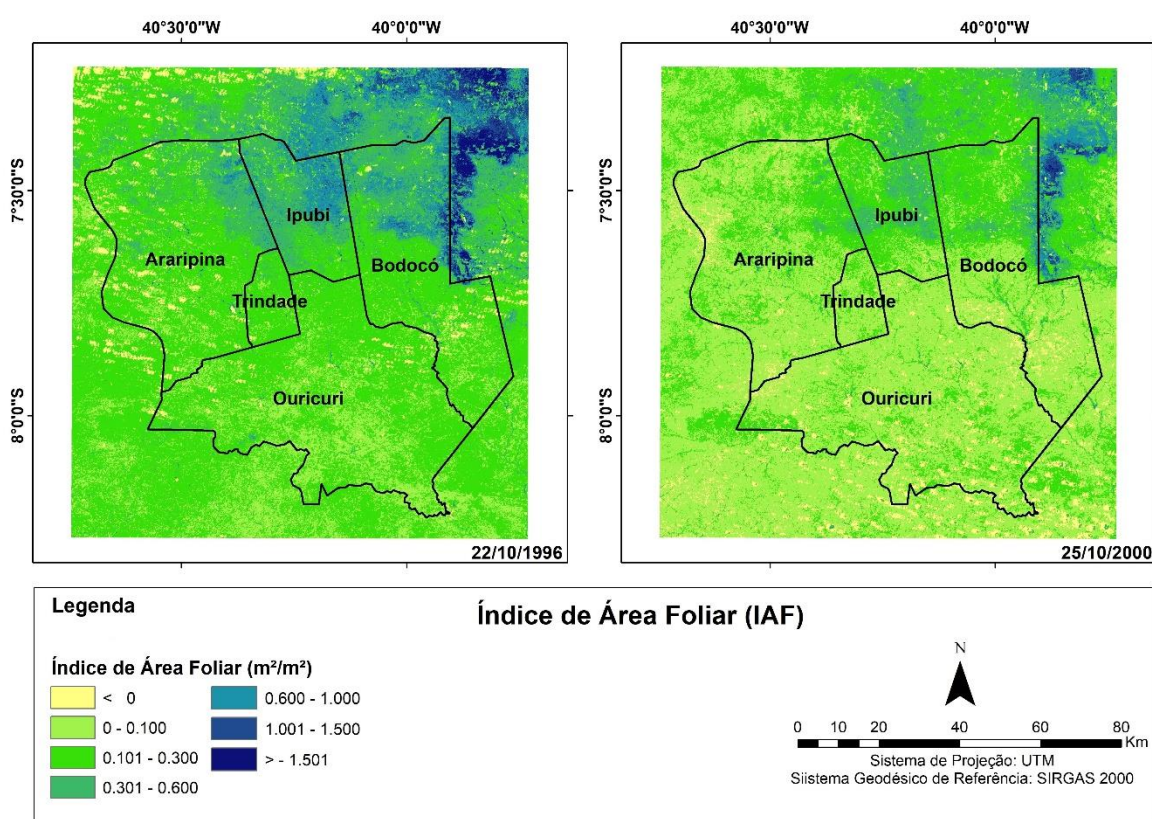 40°30'0"W 40°0'0"W
7°30'0"S
8°0'0"S
Araripina
Ipubi
Bodocó
Trindade
Ouricuri
22/10/1996
40°30'0"W 40°0'0"W
7°30'0"S
8°0'0"S
Araripina
Ipubi
Bodocó
Trindade
Ouricuri
25/10/2000
Legenda
Índice de Área Foliar (IAF)
Índice de Área Foliar (m²/m²)
< 0
0 - 0.100
0.101 - 0.300
0.301 - 0.600
0.600 - 1.000
1.001 - 1.500
> - 1.501
N
0 10 20 40 60 80
Km
Sistema de Projeção: UTM
Siistema Geodésico de Referência: SIRGAS 2000